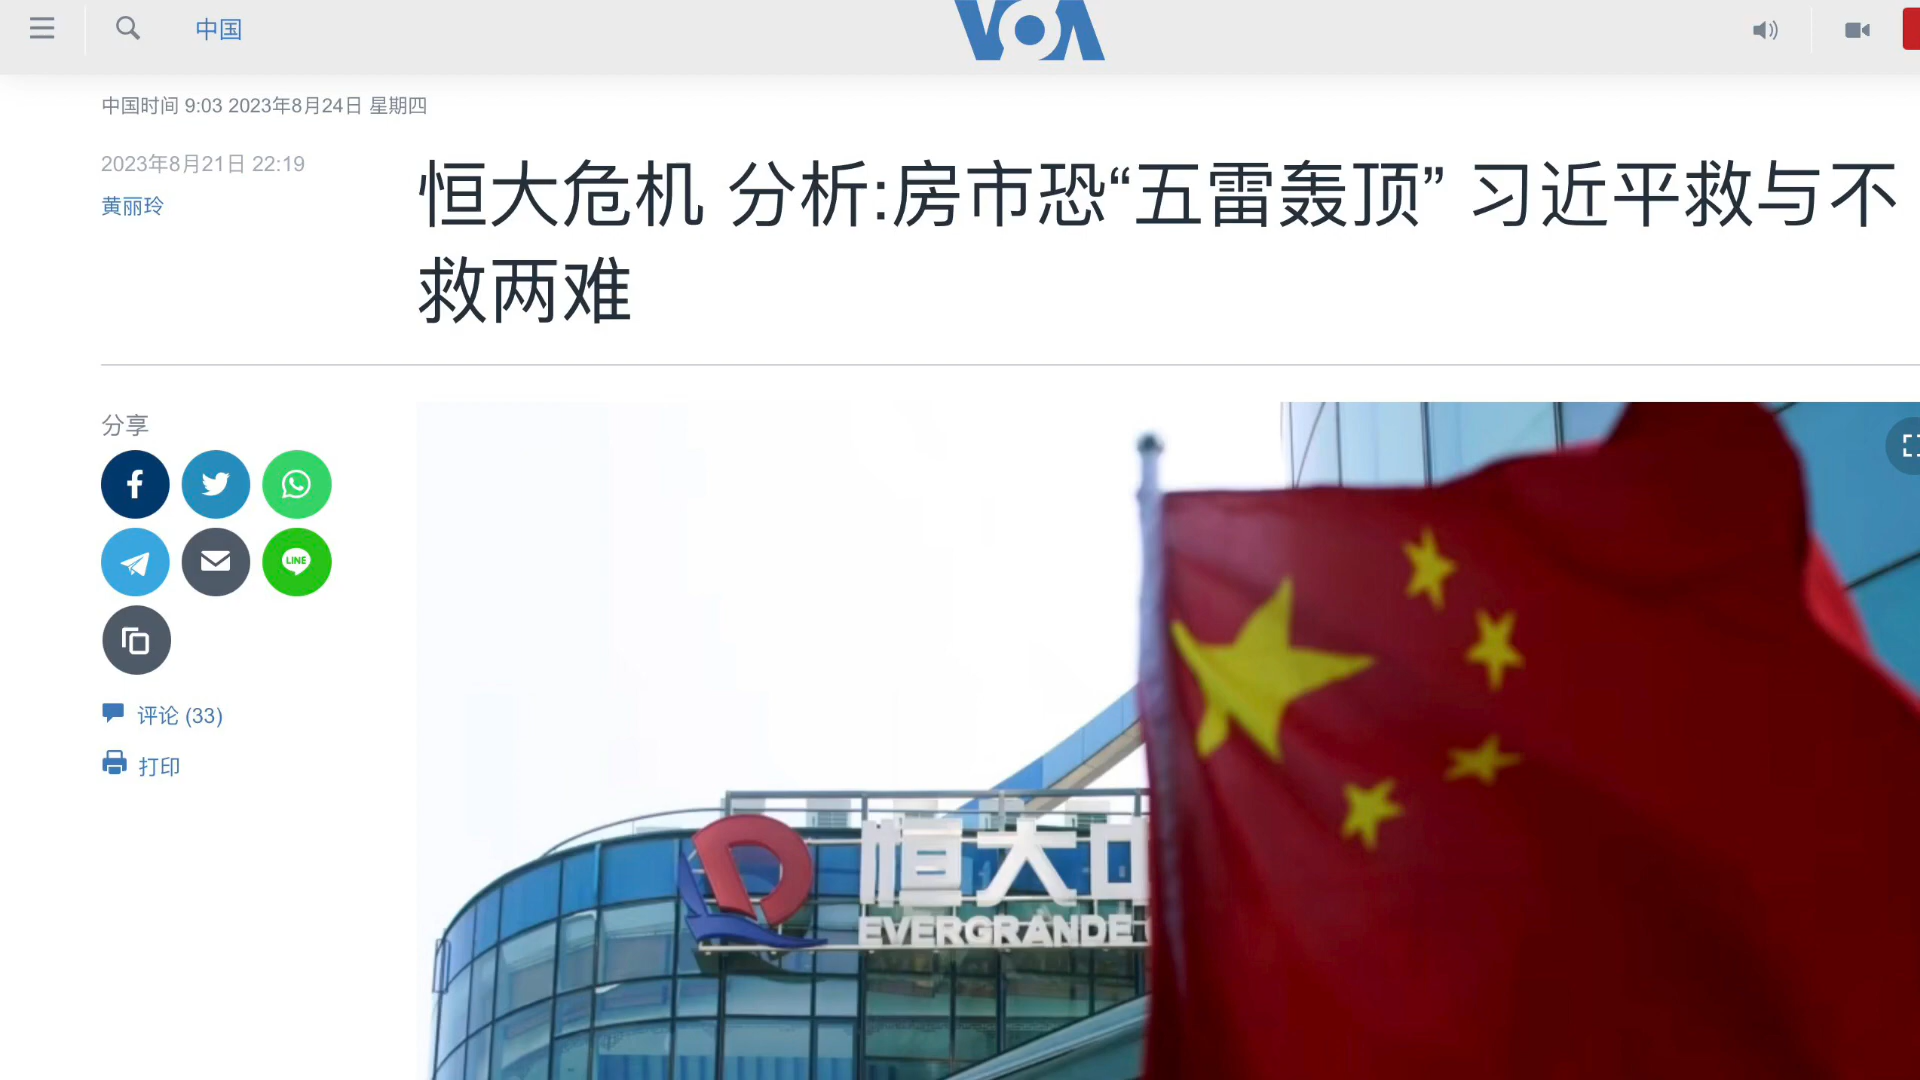 中国
VOA
中国时间 9:03 2023年8月24日 星期四
2023年8月21日 22:19
黄丽玲
恒大危机 分析:房市恐“五雷轰顶” 习近平救与不
救两难
分享
LINE
评论 (33)
打印
恒大中
EVERGRANDE